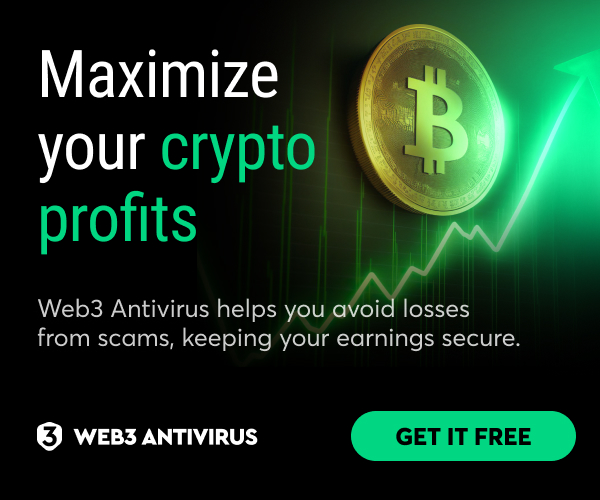 Maximize
your crypto
profits
Web3 Antivirus helps you avoid losses
from scams, keeping your earnings secure.
3 WEB3 ANTIVIRUS
GET IT FREE